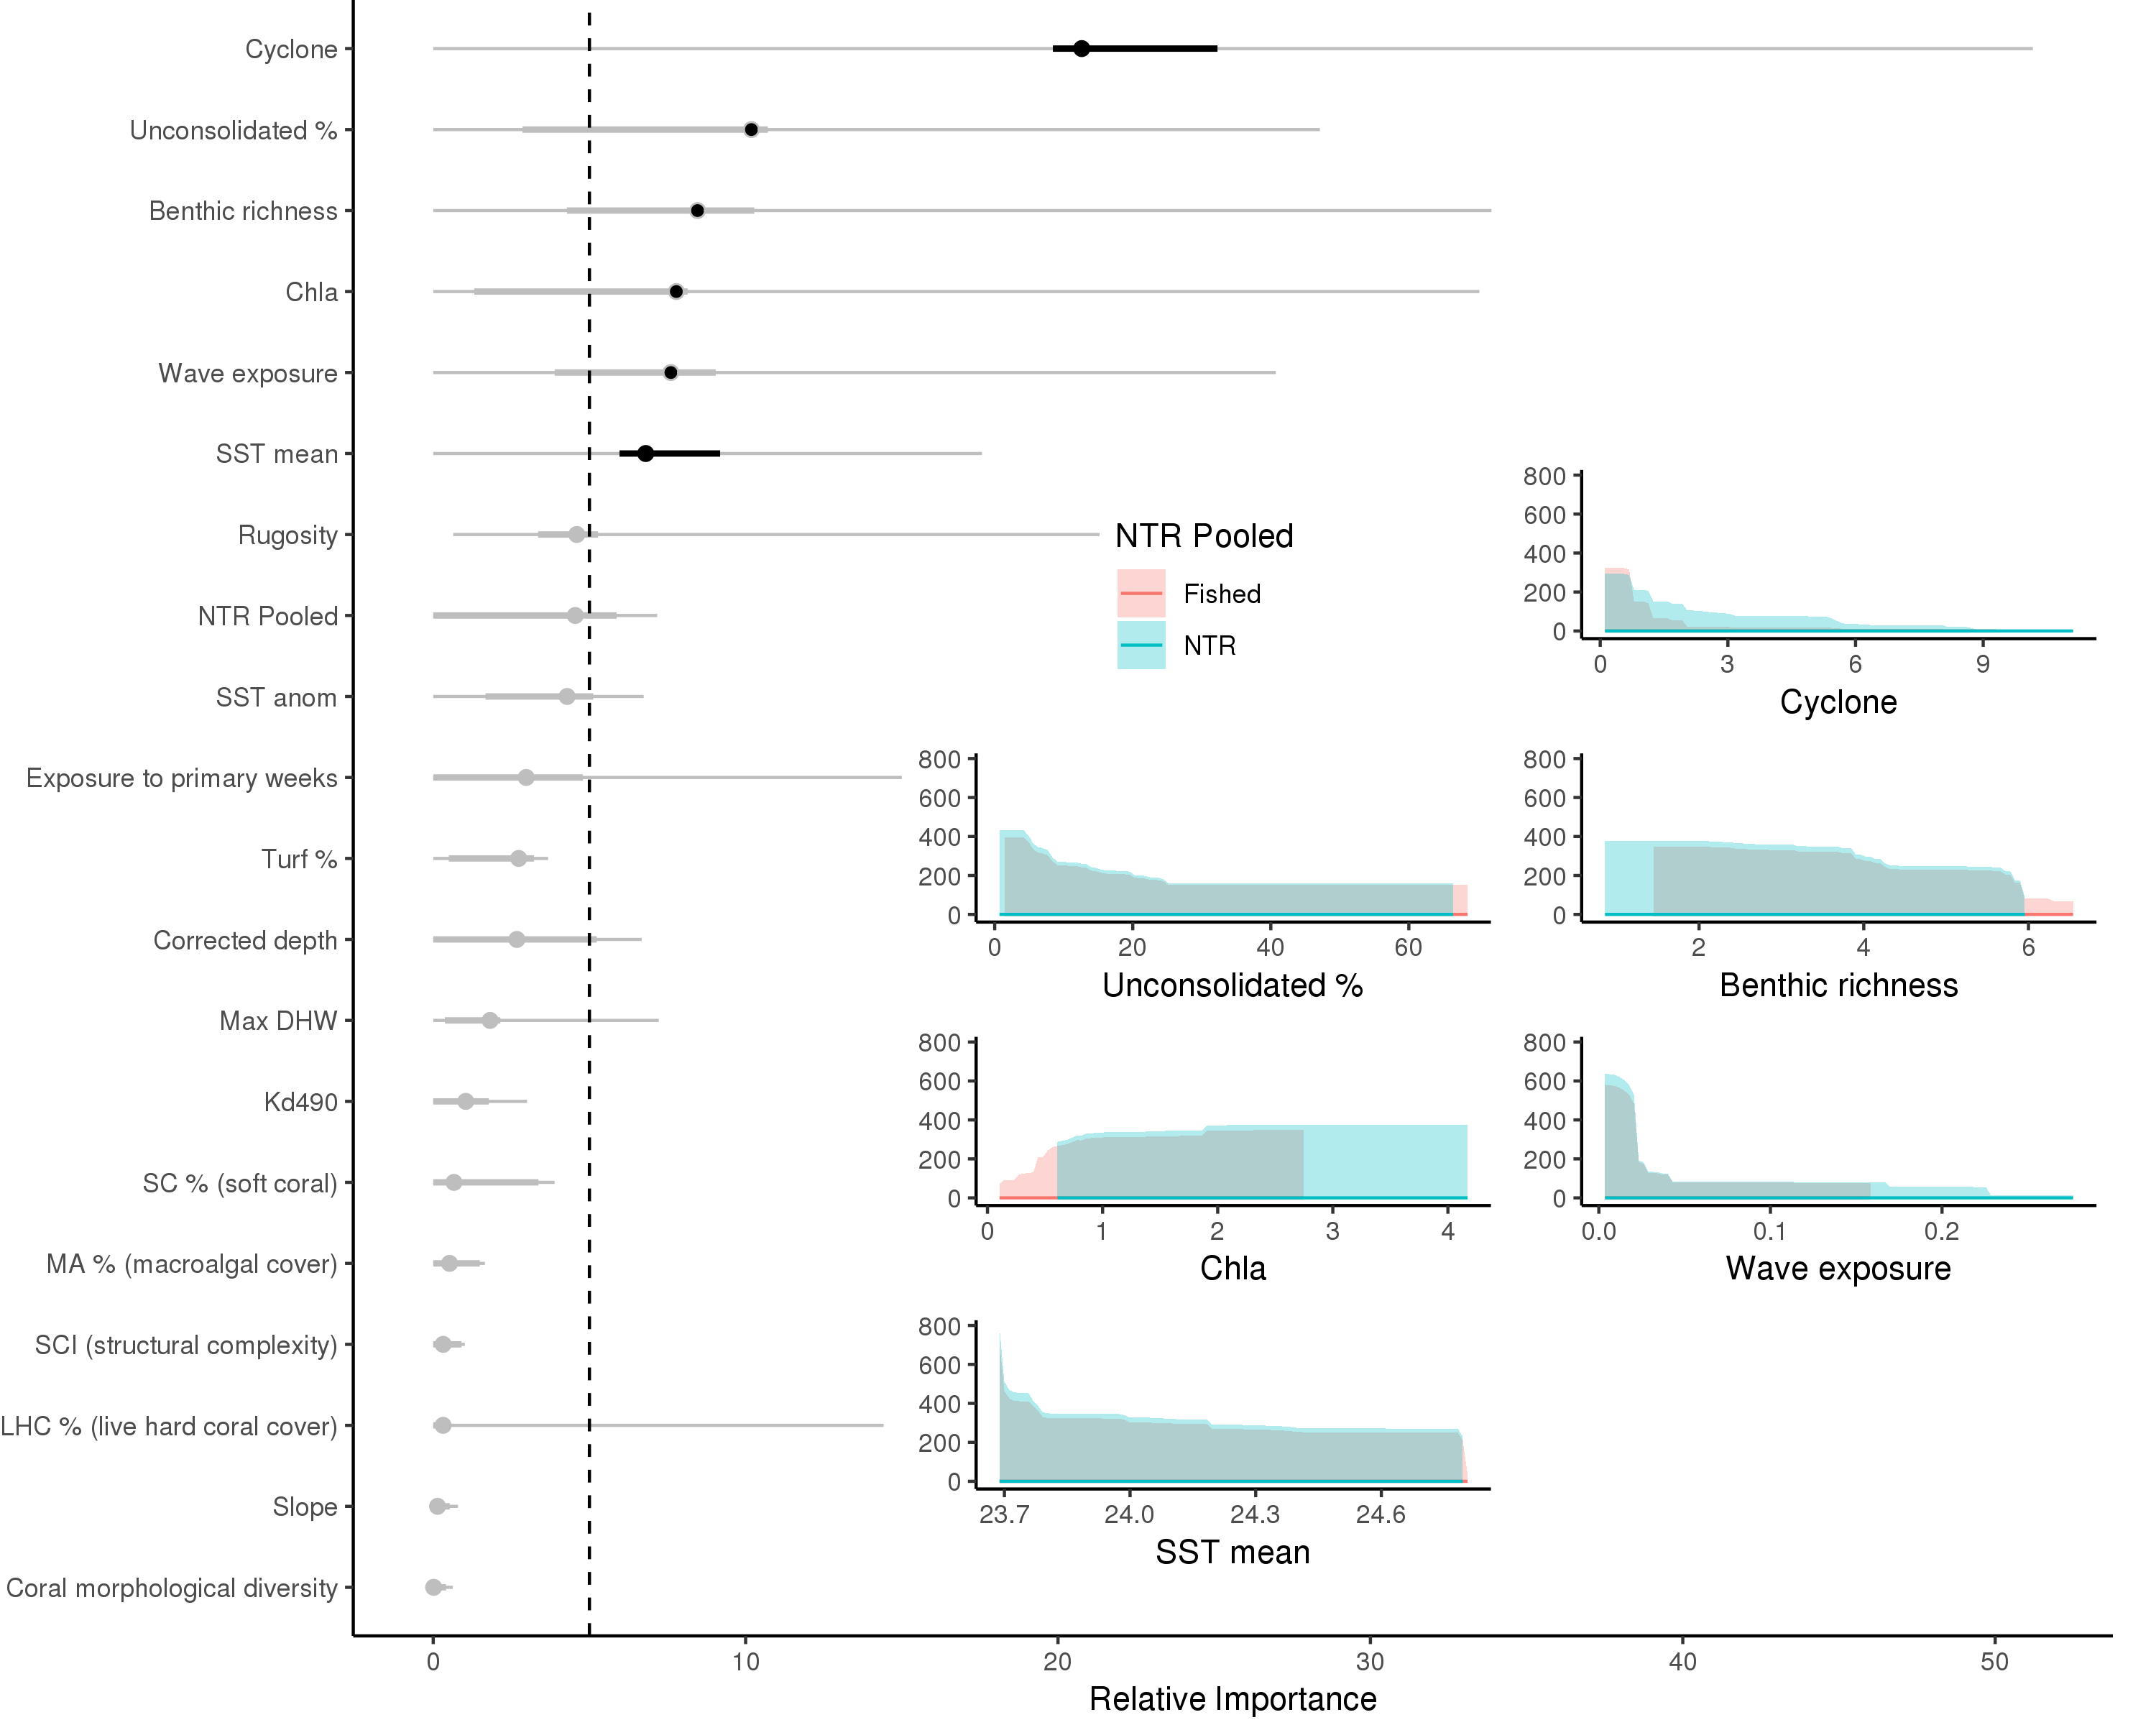 Cyclone
Unconsolidated %
Benthic richness
Chla
Wave exposure
SST mean
Rugosity
NTR Pooled
SST anom
Exposure to primary weeks
Turf %
Corrected depth
Max DHW
Kd490
SC % (soft coral)
MA % (macroalgal cover)
SCI (structural complexity)
LHC % (live hard coral cover)
Slope
Coral morphological diversity
0 10 20 30 40 50
Relative Importance
NTR Pooled
Fished
NTR
800
600
400
200
0
0 3 6 9
Cyclone
800
600
400
200
0
0 20 40 60
Unconsolidated %
800
600
400
200
0
2 4 6
Benthic richness
800
600
400
200
0
0 1 2 3 4
Chla
800
600
400
200
0
0.0 0.1 0.2
Wave exposure
800
600
400
200
0
23.7 24.0 24.3 24.6
SST mean